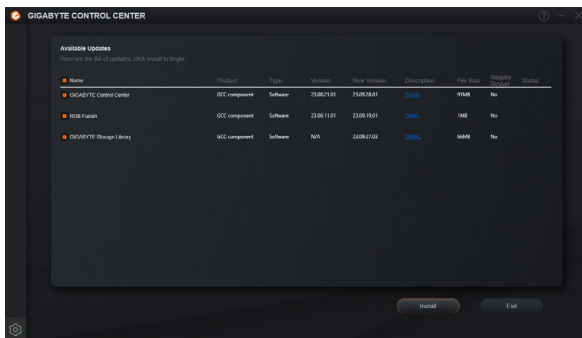 GIGABYTE CONTROL CENTER
Available Updates
Here are the list of updates, click install to begin.
Name Product Type Version New Version Description File Size Require Restart Status
GIGABYTE Control Center GCC component Software 23.08.21.01 23.09.28.01 Detail... 91MB No
RGB Fusion GCC component Software 23.08.11.01 23.09.19.01 Detail... 1MB No
GIGABYTE Storage Library GCC component Software N/A 23.09.27.03 Detail... 66MB No
Install Exit